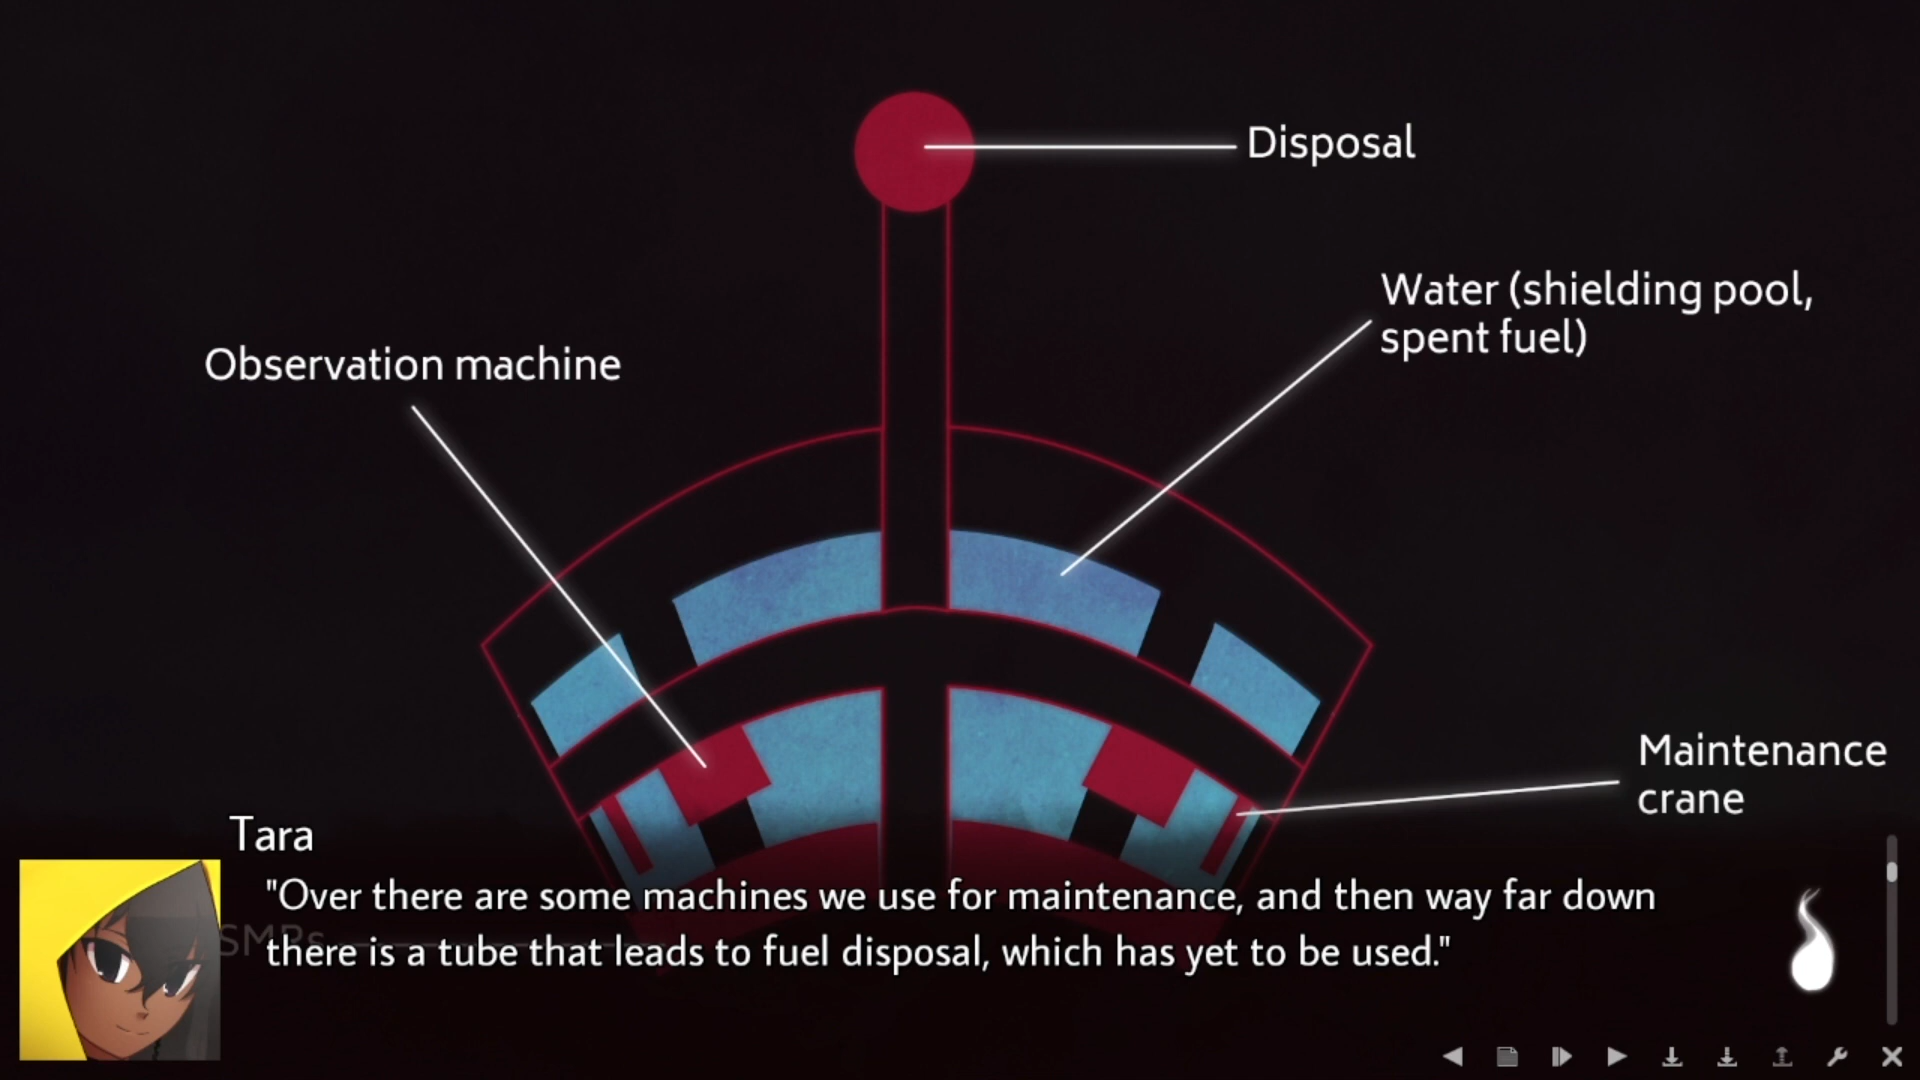 Disposal
Water (shielding pool,
spent fuel)
Observation machine
Maintenance
crane
Tara
"Over there are some machines we use for maintenance, and then way far down
SMRs
there is a tube that leads to fuel disposal, which has yet to be used."